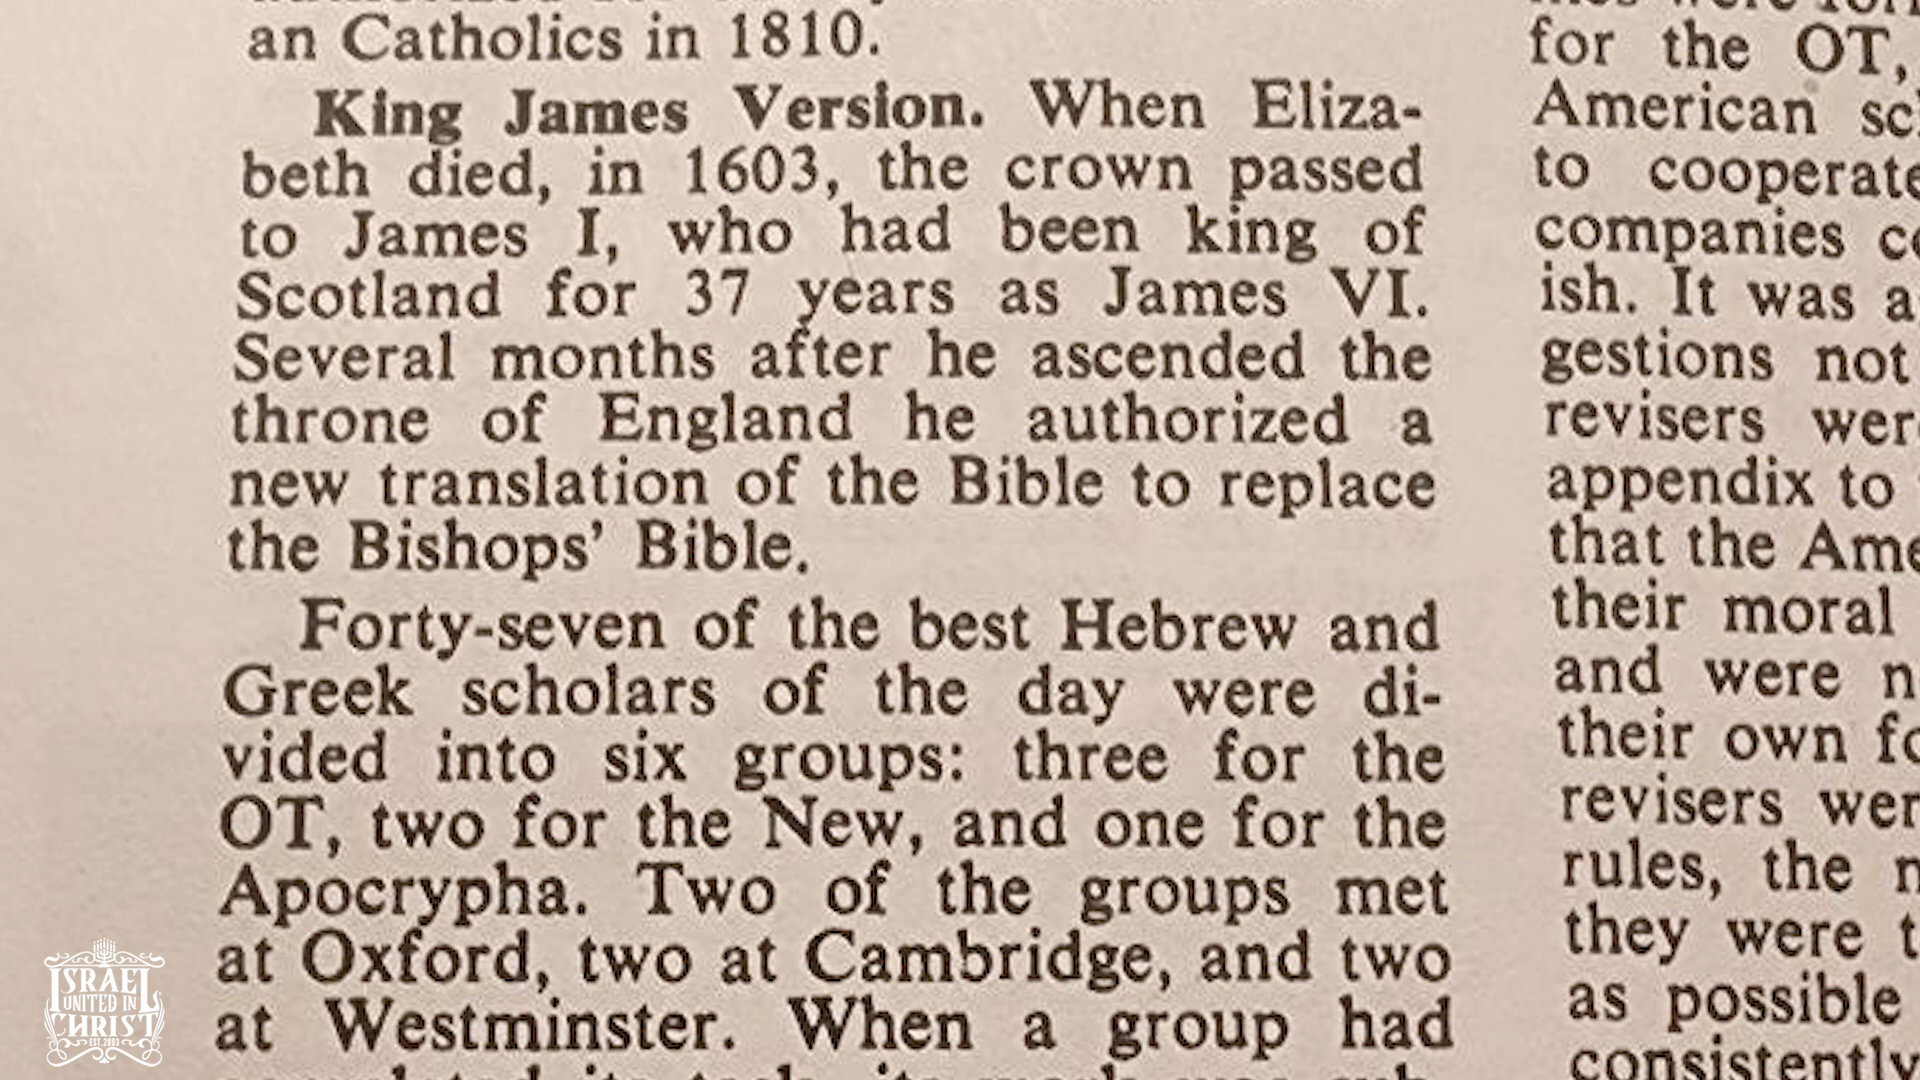 an Catholics in 1810.
King James Version. When Eliza-
beth died, in 1603, the crown passed
to James I, who had been king of
Scotland for 37 years as James VI.
Several months after he ascended the
throne of England he authorized a
new translation of the Bible to replace
the Bishops' Bible.
Forty-seven of the best Hebrew and
Greek scholars of the day were di-
vided into six groups: three for the
OT, two for the New, and one for the
Apocrypha. Two of the groups met
at Oxford, two at Cambridge, and two
at Westminster. When a group had
for the OT,
American
to
companies
ish. It was
gestions not
revisers
appendix to
that the
their moral
and were
their own
revisers
rules, the
they were
as possible
consistently
ISRAEL
UNITED IN
CHRIST
EST. 2003